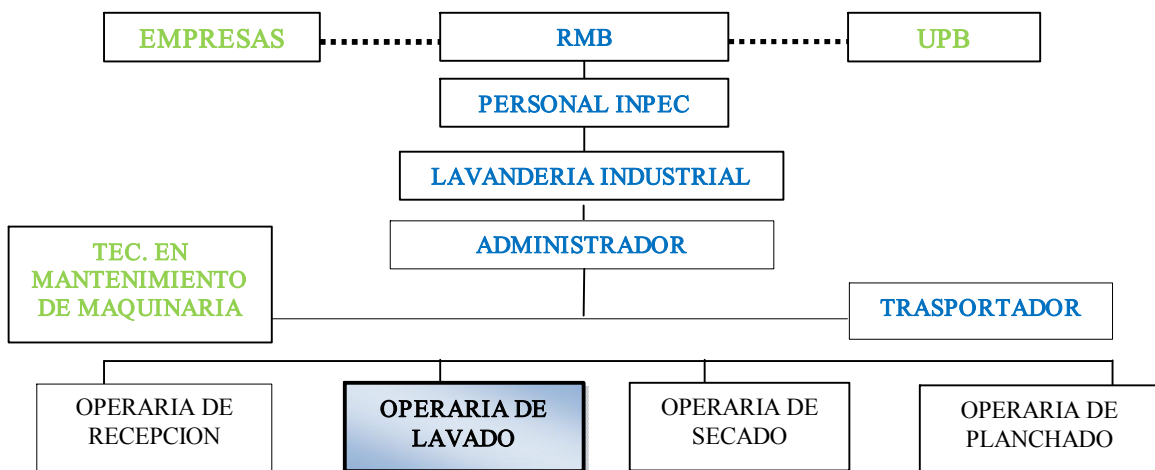 EMPRESAS
RMB
UPB
PERSONAL INPEC
LAVANDERIA INDUSTRIAL
ADMINISTRADOR
TEC. EN
MANTENIMIENTO
DE MAQUINARIA
TRASPORTADOR
OPERARIA DE
RECEPCION
OPERARIA DE
LAVADO
OPERARIA DE
SECADO
OPERARIA DE
PLANCHADO